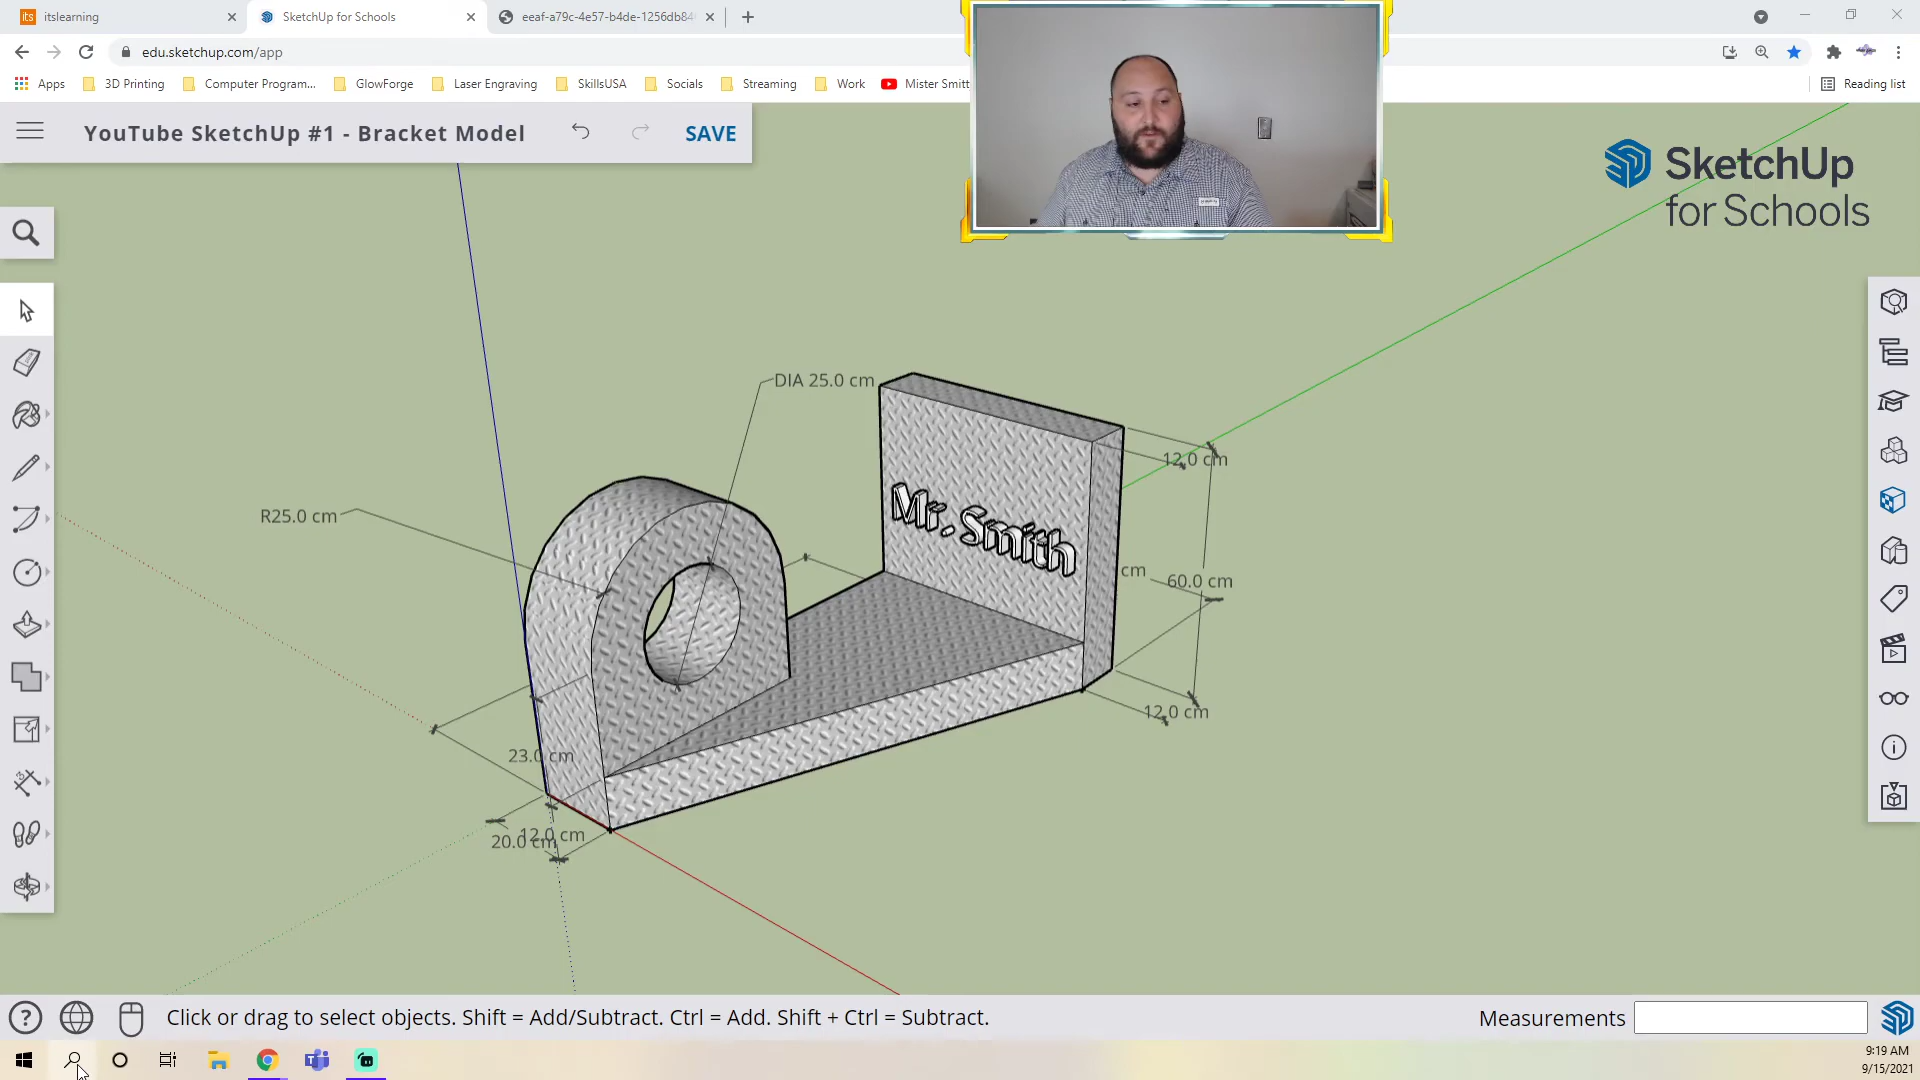 its itslearning
SketchUp for Schools
eeaf-a79c-4e57-b4de-1256db84
edu.sketchup.com/app
Apps
3D Printing
Computer Program...
GlowForge
Laser Engraving
SkillsUSA
Socials
Streaming
Work
Mister Smitt
Reading list
YouTube SketchUp #1 - Bracket Model
SAVE
SketchUp
for Schools
DIA 25.0 cm
12.0 cm
R25.0 cm
Mr. Smith
cm
60.0 cm
12.0 cm
23.0 cm
12.0 cm
20.0 cm
Click or drag to select objects. Shift = Add/Subtract. Ctrl = Add. Shift + Ctrl = Subtract.
Measurements
9:19 AM
9/15/2021